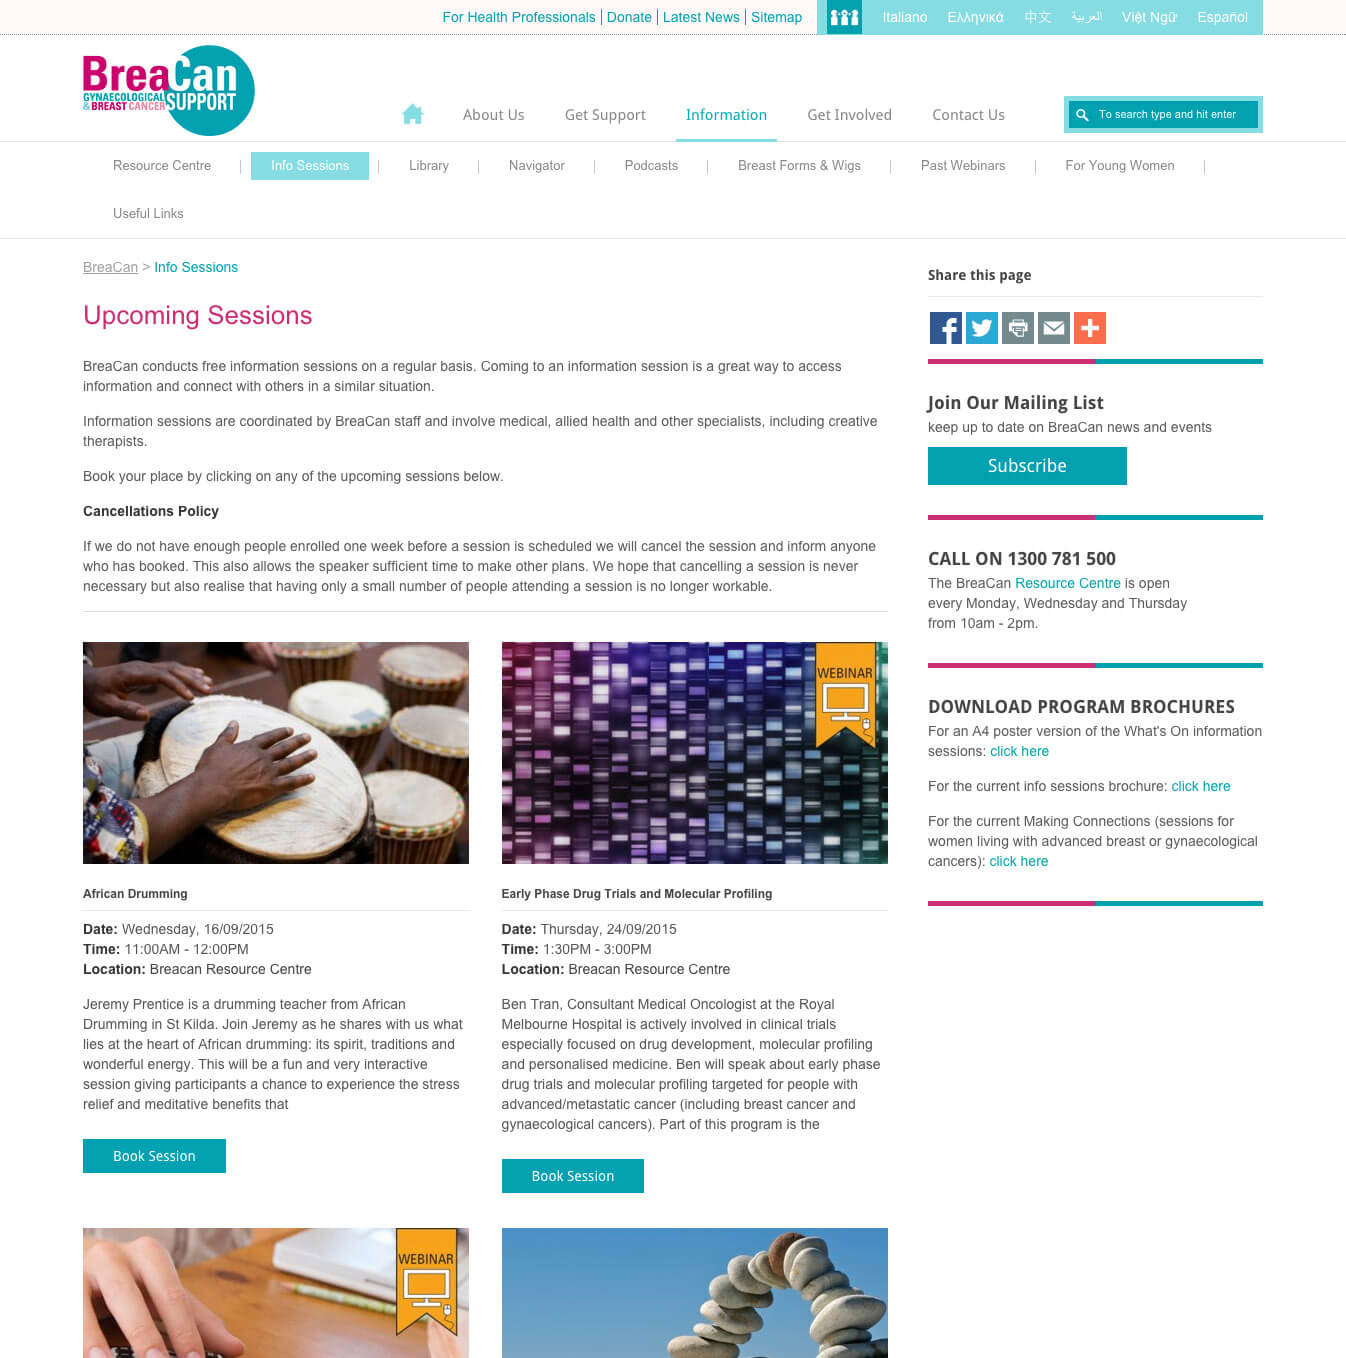 For Health Professionals | Donate | Latest News | Sitemap
Italiano Ελληνικά 中文 العربية Việt Ngữ Español
BreaCan
GYNAECOLOGICAL
& BREAST CANCER SUPPORT
About Us Get Support Information Get Involved Contact Us
To search type and hit enter
Resource Centre | Info Sessions | Library | Navigator | Podcasts | Breast Forms & Wigs | Past Webinars | For Young Women |
Useful Links
BreaCan > Info Sessions
Upcoming Sessions
BreaCan conducts free information sessions on a regular basis. Coming to an information session is a great way to access
information and connect with others in a similar situation.
Information sessions are coordinated by BreaCan staff and involve medical, allied health and other specialists, including creative
therapists.
Book your place by clicking on any of the upcoming sessions below.
Cancellations Policy
If we do not have enough people enrolled one week before a session is scheduled we will cancel the session and inform anyone
who has booked. This also allows the speaker sufficient time to make other plans. We hope that cancelling a session is never
necessary but also realise that having only a small number of people attending a session is no longer workable.
African Drumming
Date: Wednesday, 16/09/2015
Time: 11:00AM - 12:00PM
Location: Breacan Resource Centre
Jeremy Prentice is a drumming teacher from African
Drumming in St Kilda. Join Jeremy as he shares with us what
lies at the heart of African drumming: its spirit, traditions and
wonderful energy. This will be a fun and very interactive
session giving participants a chance to experience the stress
relief and meditative benefits that
Book Session
WEBINAR
Early Phase Drug Trials and Molecular Profiling
Date: Thursday, 24/09/2015
Time: 1:30PM - 3:00PM
Location: Breacan Resource Centre
Ben Tran, Consultant Medical Oncologist at the Royal
Melbourne Hospital is actively involved in clinical trials
especially focused on drug development, molecular profiling
and personalised medicine. Ben will speak about early phase
drug trials and molecular profiling targeted for people with
advanced/metastatic cancer (including breast cancer and
gynaecological cancers). Part of this program is the
Book Session
WEBINAR
Share this page
Join Our Mailing List
keep up to date on BreaCan news and events
Subscribe
CALL ON 1300 781 500
The BreaCan Resource Centre is open
every Monday, Wednesday and Thursday
from 10am - 2pm.
DOWNLOAD PROGRAM BROCHURES
For an A4 poster version of the What's On information
sessions: click here
For the current info sessions brochure: click here
For the current Making Connections (sessions for
women living with advanced breast or gynaecological
cancers): click here